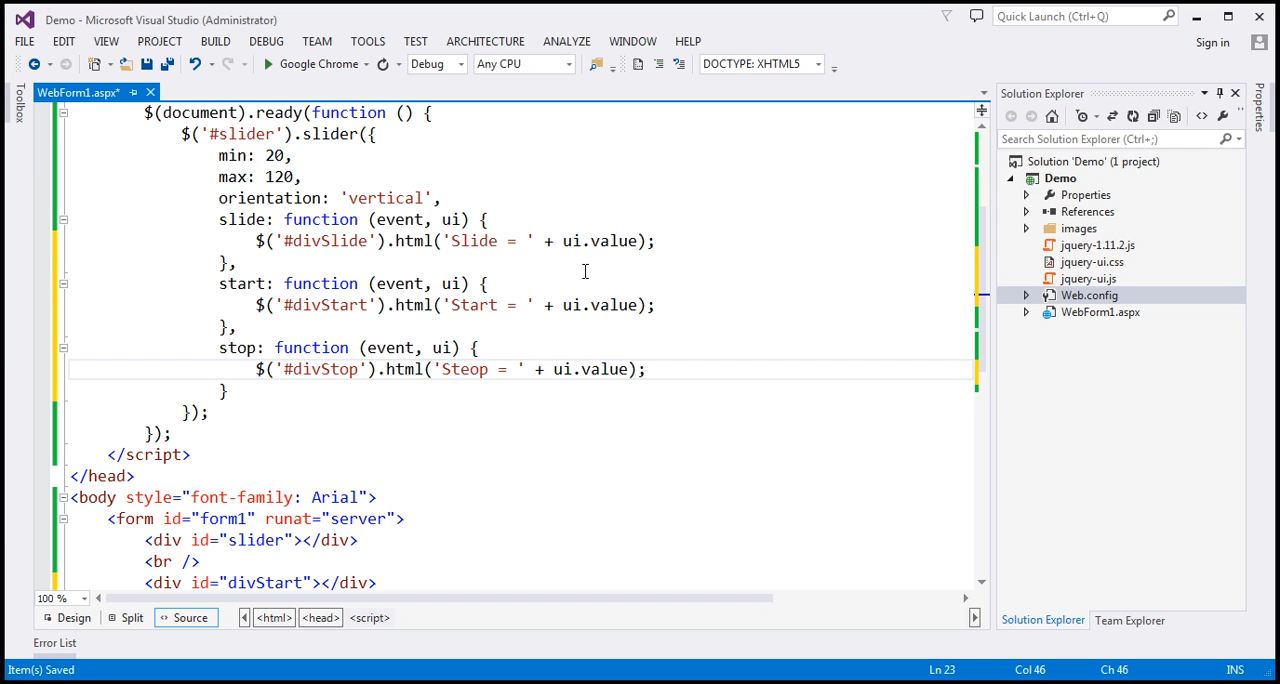 Demo - Microsoft Visual Studio (Administrator)
Quick Launch (Ctrl+Q)
FILE EDIT VIEW PROJECT BUILD DEBUG TEAM TOOLS TEST ARCHITECTURE ANALYZE WINDOW HELP
Sign in
Google Chrome Debug Any CPU DOCTYPE: XHTML5
Toolbox
WebForm1.aspx*
$(document).ready(function () {
$('#slider').slider({
min: 20,
max: 120,
orientation: 'vertical',
slide: function (event, ui) {
$('#divSlide').html('Slide = ' + ui.value);
},
start: function (event, ui) {
$('#divStart').html('Start = ' + ui.value);
},
stop: function (event, ui) {
$('#divStop').html('Steop = ' + ui.value);
}
});
});
</script>
</head>
<body style="font-family: Arial">
<form id="form1" runat="server">
<div id="slider"></div>
<br />
<div id="divStart"></div>
100 %
Design Split Source <html> <head> <script>
Error List
Solution Explorer
Search Solution Explorer (Ctrl+;)
Solution 'Demo' (1 project)
Demo
Properties
References
images
jquery-1.11.2.js
jquery-ui.css
jquery-ui.js
Web.config
WebForm1.aspx
Solution Explorer Team Explorer
Properties
Item(s) Saved Ln 23 Col 46 Ch 46 INS